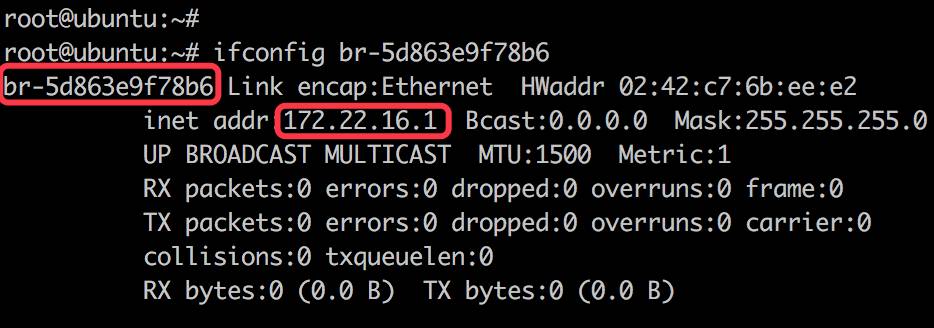 root@ubuntu:~#
root@ubuntu:~# ifconfig br-5d863e9f78b6
br-5d863e9f78b6 Link encap:Ethernet  HWaddr 02:42:c7:6b:ee:e2
          inet addr:172.22.16.1  Bcast:0.0.0.0  Mask:255.255.255.0
          UP BROADCAST MULTICAST  MTU:1500  Metric:1
          RX packets:0 errors:0 dropped:0 overruns:0 frame:0
          TX packets:0 errors:0 dropped:0 overruns:0 carrier:0
          collisions:0 txqueuelen:0
          RX bytes:0 (0.0 B)  TX bytes:0 (0.0 B)